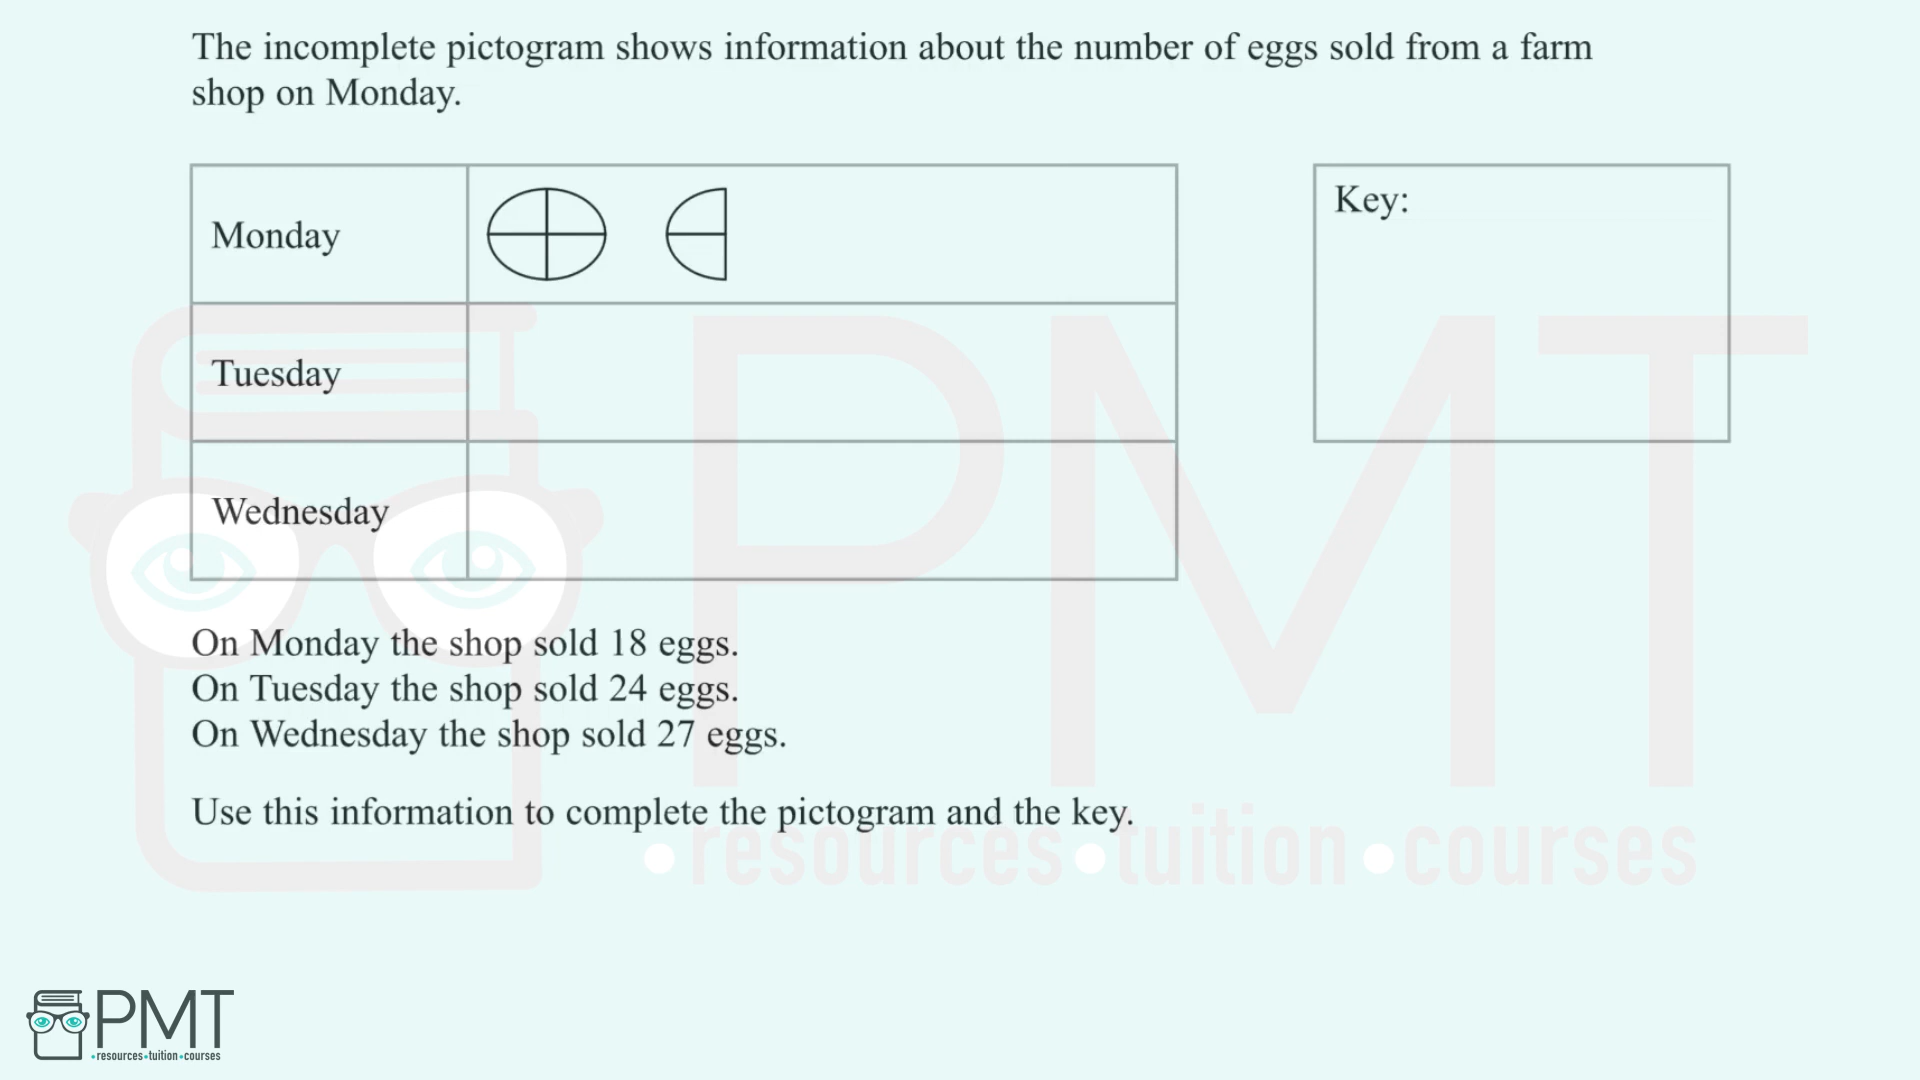 The incomplete pictogram shows information about the number of eggs sold from a farm
shop on Monday.
Monday
Key:
Tuesday
Wednesday
On Monday the shop sold 18 eggs.
On Tuesday the shop sold 24 eggs.
On Wednesday the shop sold 27 eggs.
Use this information to complete the pictogram and the key.
PMT
•resources•tuition•courses
PMT
•resources•tuition•courses